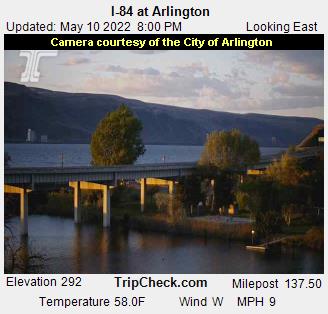 I-84 at Arlington
Updated: May 10 2022 8:00 PM Looking East
Camera courtesy of the City of Arlington
Elevation 292 TripCheck.com Milepost 137.50
Temperature 58.0F Wind W MPH 9